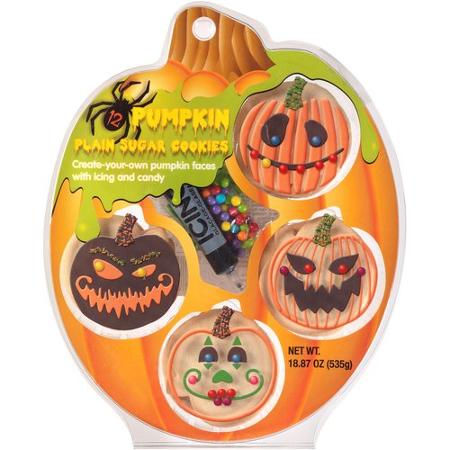 12 PUMPKIN
PLAIN SUGAR COOKIES
Create-your-own pumpkin faces
with icing and candy
ICIN
NET WT.
18.87 OZ (535g)